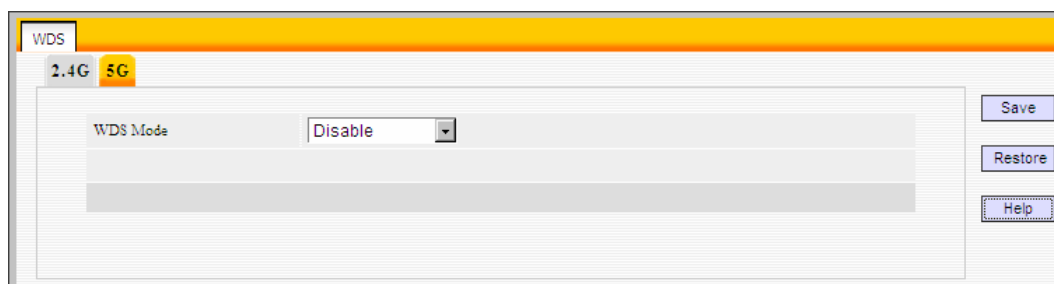 WDS
2.4G 5G
WDS Mode Disable
Save
Restore
Help